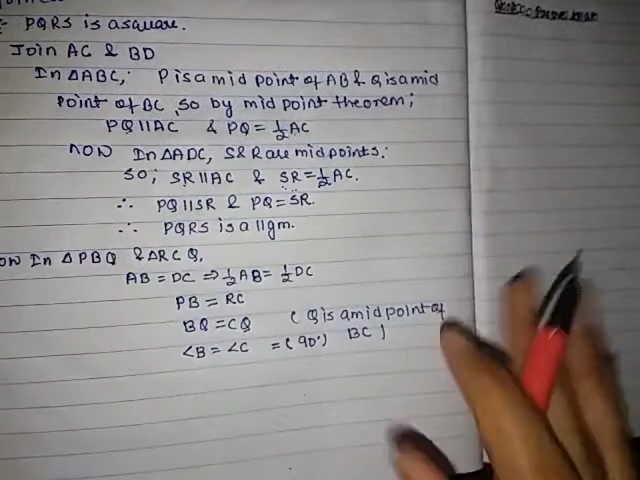 :- PQRS is a square.
Join AC & BD
In ΔABC, P is a mid point of AB & Q is a mid
point of BC, so by mid point theorem;
PQ || AC & PQ = 1/2 AC
NOW In ΔADC, S & R are midpoints.
So; SR || AC & SR = 1/2 AC.
∴ PQ || SR & PQ = SR.
∴ PQRS is a ||gm.
OW In ΔPBQ & ΔRCQ,
AB = DC ⇒ 1/2 AB = 1/2 DC
PB = RC
BQ = CQ ( Q is a mid point of
∠B = ∠C = (90°) BC )